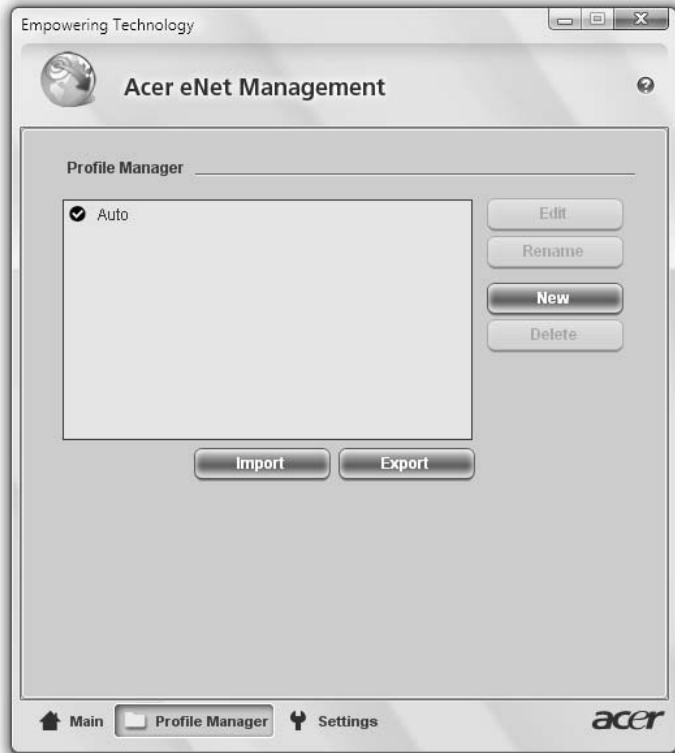 Empowering Technology
Acer eNet Management
Profile Manager
Auto
Edit
Rename
New
Delete
Import
Export
Main
Profile Manager
Settings
acer